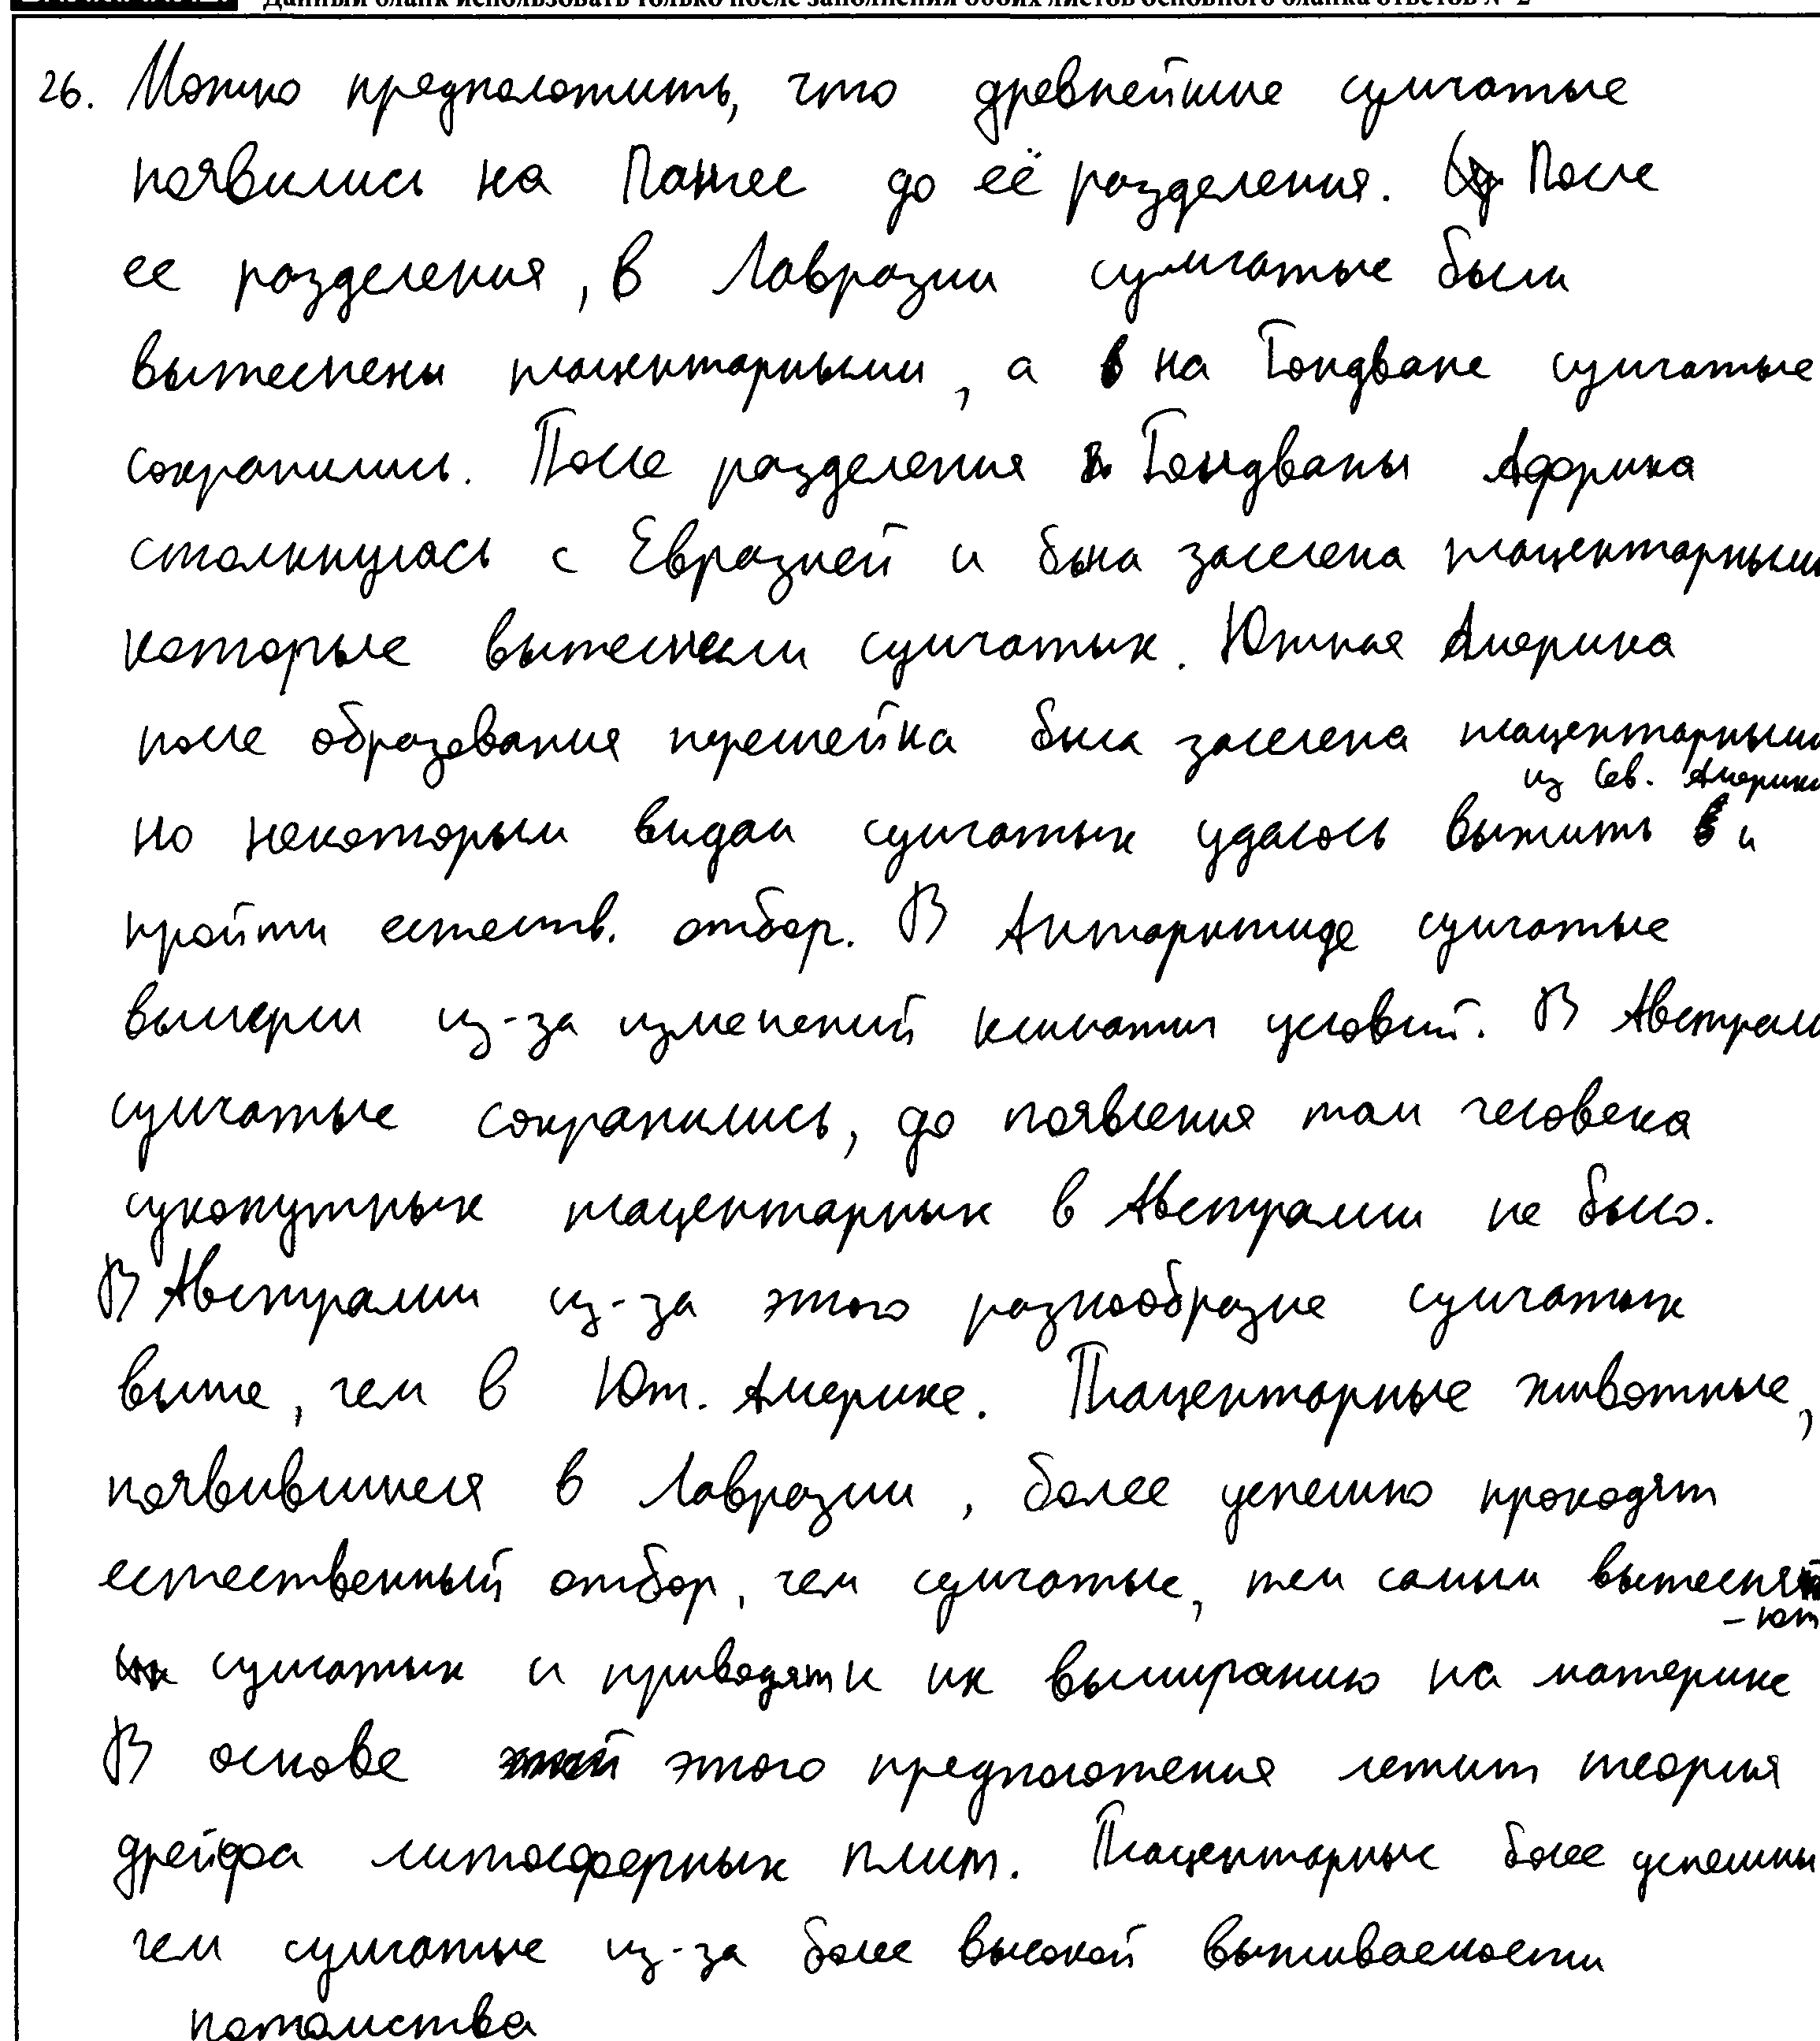 Данный бланк использовать только после заполнения обоих листов основного бланка ответов № 2
26. Можно предположить, что древнейшие сумчатые
появились на Пангее до её разделения. После
ее разделения, в Лавразии сумчатые были
вытеснены плацентарными, а на Гондване сумчатые
сохранились. После разделения Гондваны Африка
столкнулась с Евразией и была заселена плацентарными
которые вытеснили сумчатых. Южная Америка
после образования перешейка была заселена плацентарными
из Сев. Америки
но некоторым видам сумчатых удалось выжить и
пройти естеств. отбор. В Антарктиде сумчатые
вымерли из-за изменений климатич условий. В Австрали
сумчатые сохранились, до появления там человека
сухопутных плацентарных в Австралии не было.
В Австралии из-за этого разнообразие сумчатых
выше, чем в Юж. Америке. Плацентарные животные,
появившиеся в Лавразии, более успешно проходят
естественный отбор, чем сумчатые, тем самым вытесня
-ют
сумчатых и приводят к их вымиранию на материке
В основе этого предположения лежит теория
дрейфа литосферных плит. Плацентарные более успешны
чем сумчатые из-за более высокой выживаемости
потомства